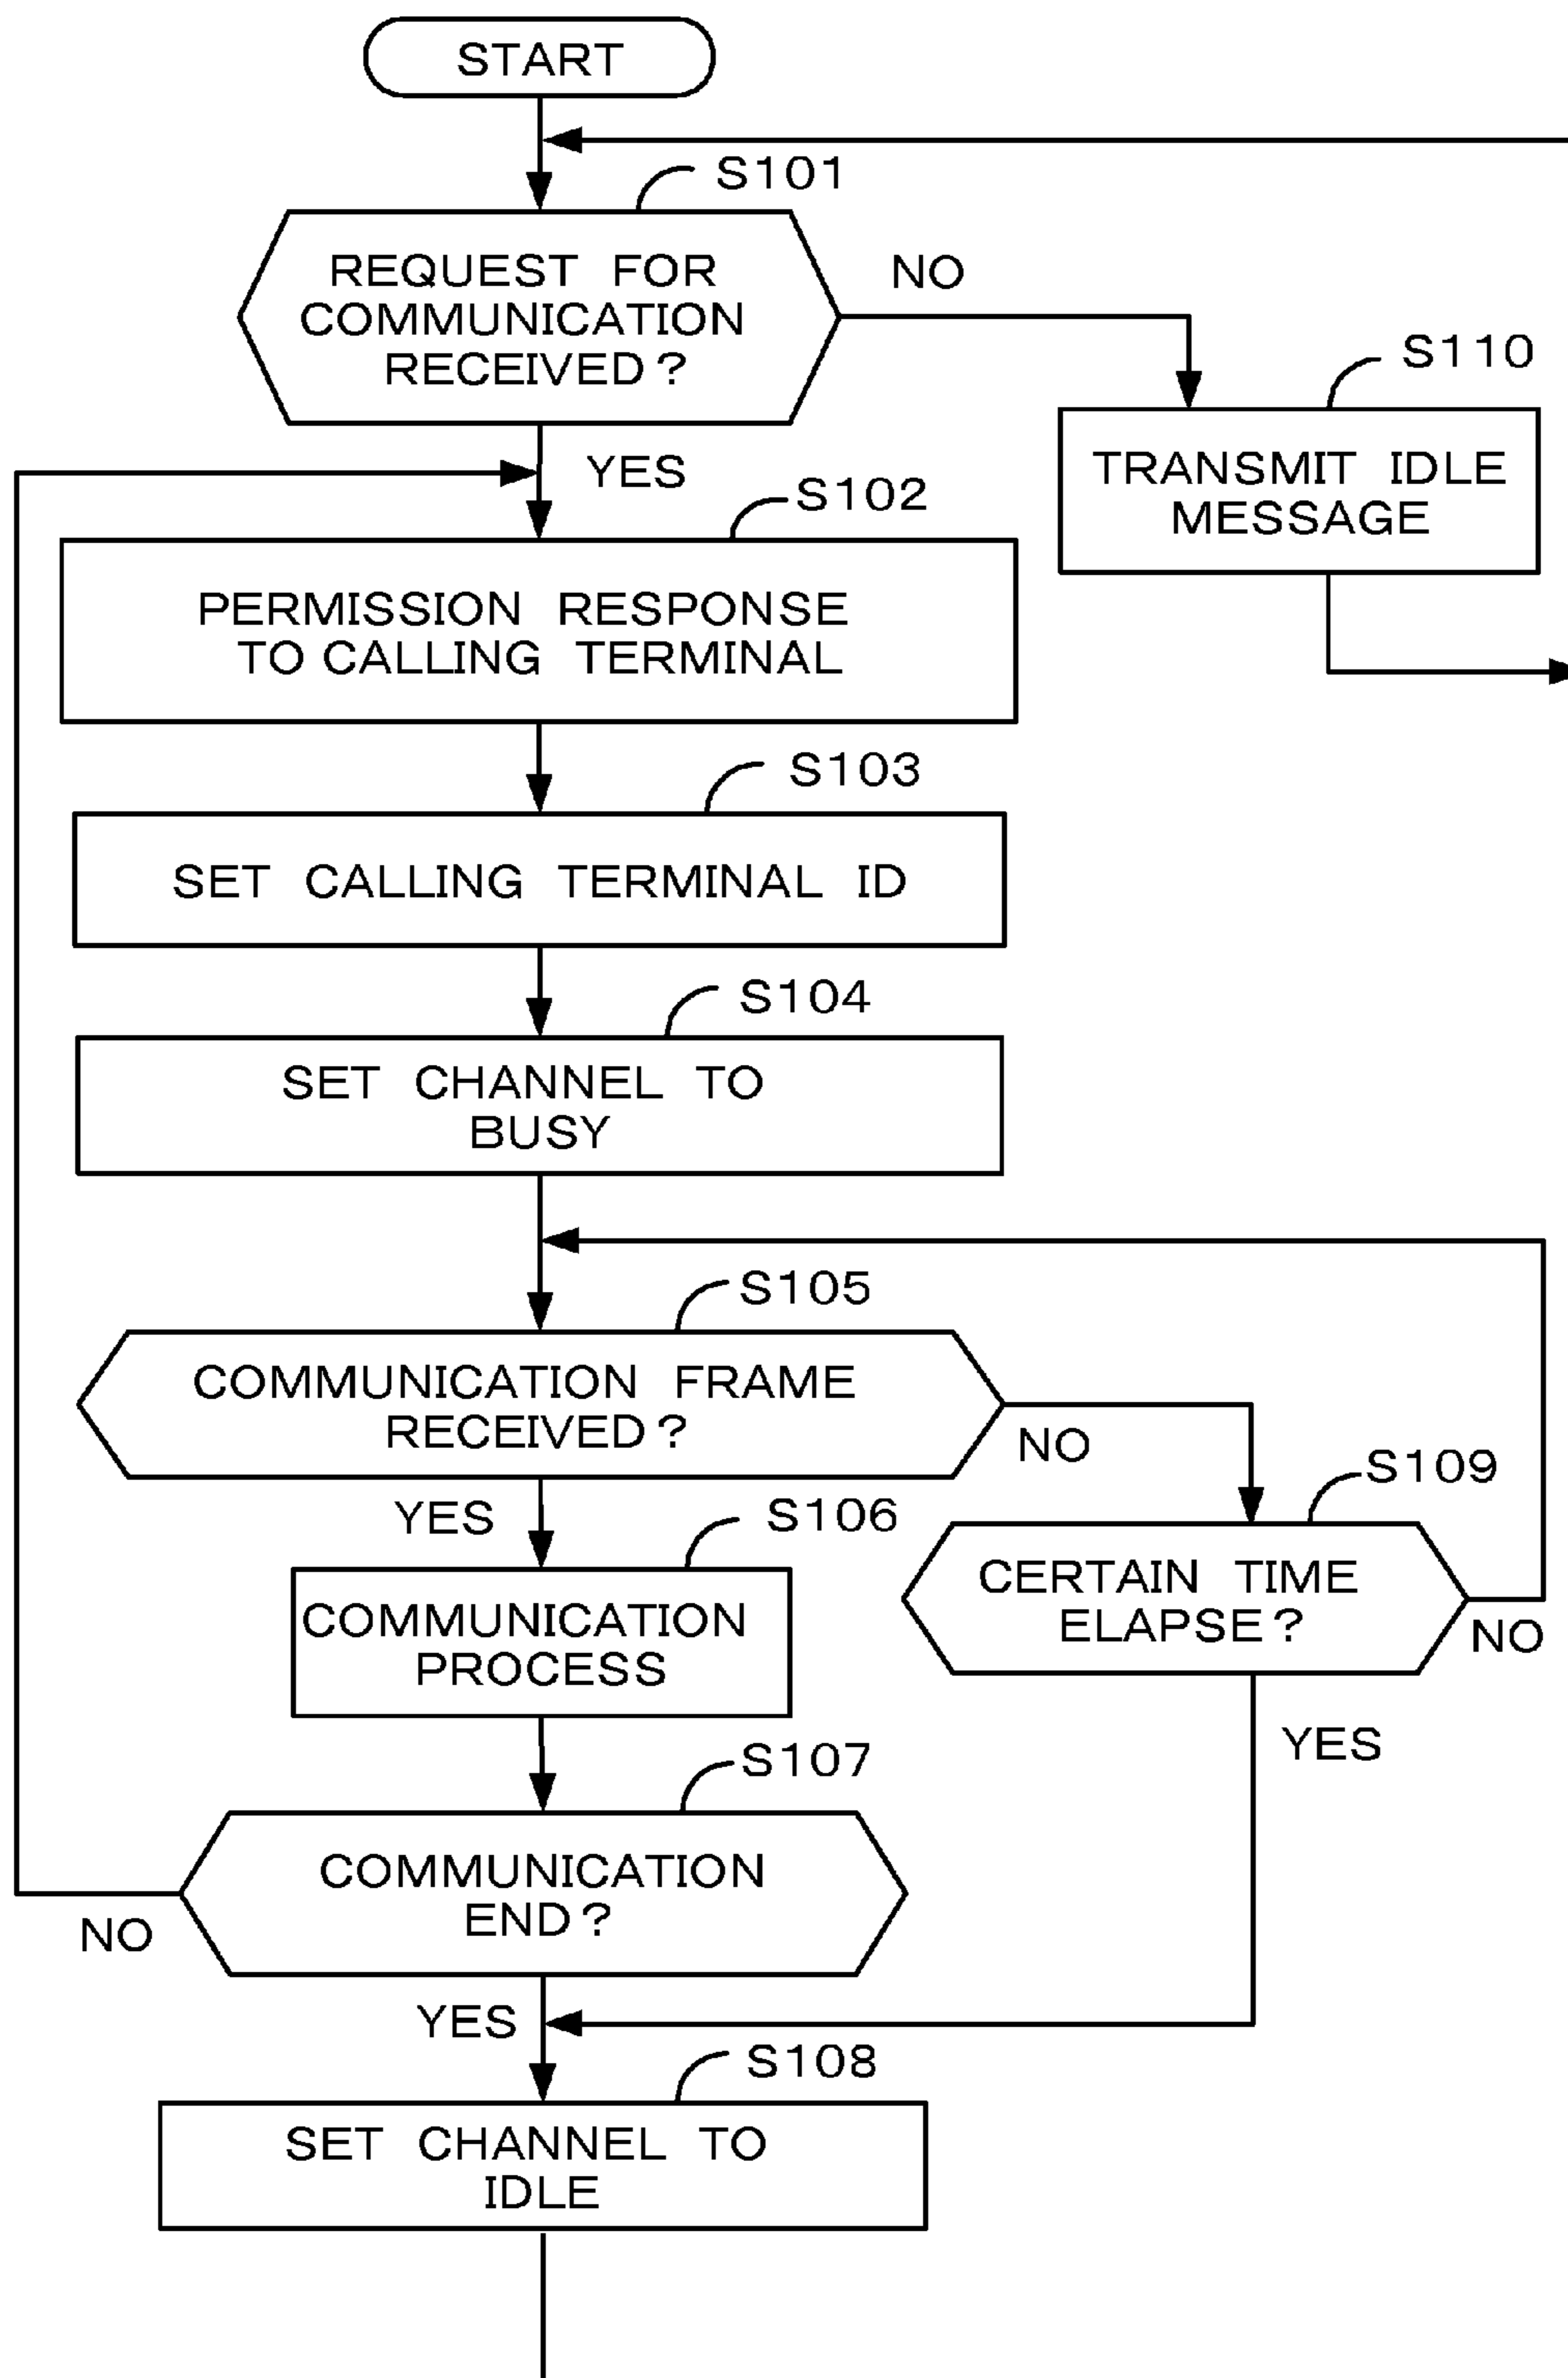 START
S101
REQUEST FOR
COMMUNICATION
RECEIVED?
NO
S110
TRANSMIT IDLE
MESSAGE
YES
S102
PERMISSION RESPONSE
TO CALLING TERMINAL
S103
SET CALLING TERMINAL ID
S104
SET CHANNEL TO
BUSY
S105
COMMUNICATION FRAME
RECEIVED?
NO
S109
CERTAIN TIME
ELAPSE?
NO
YES
YES
S106
COMMUNICATION
PROCESS
S107
COMMUNICATION
END?
NO
YES
S108
SET CHANNEL TO
IDLE